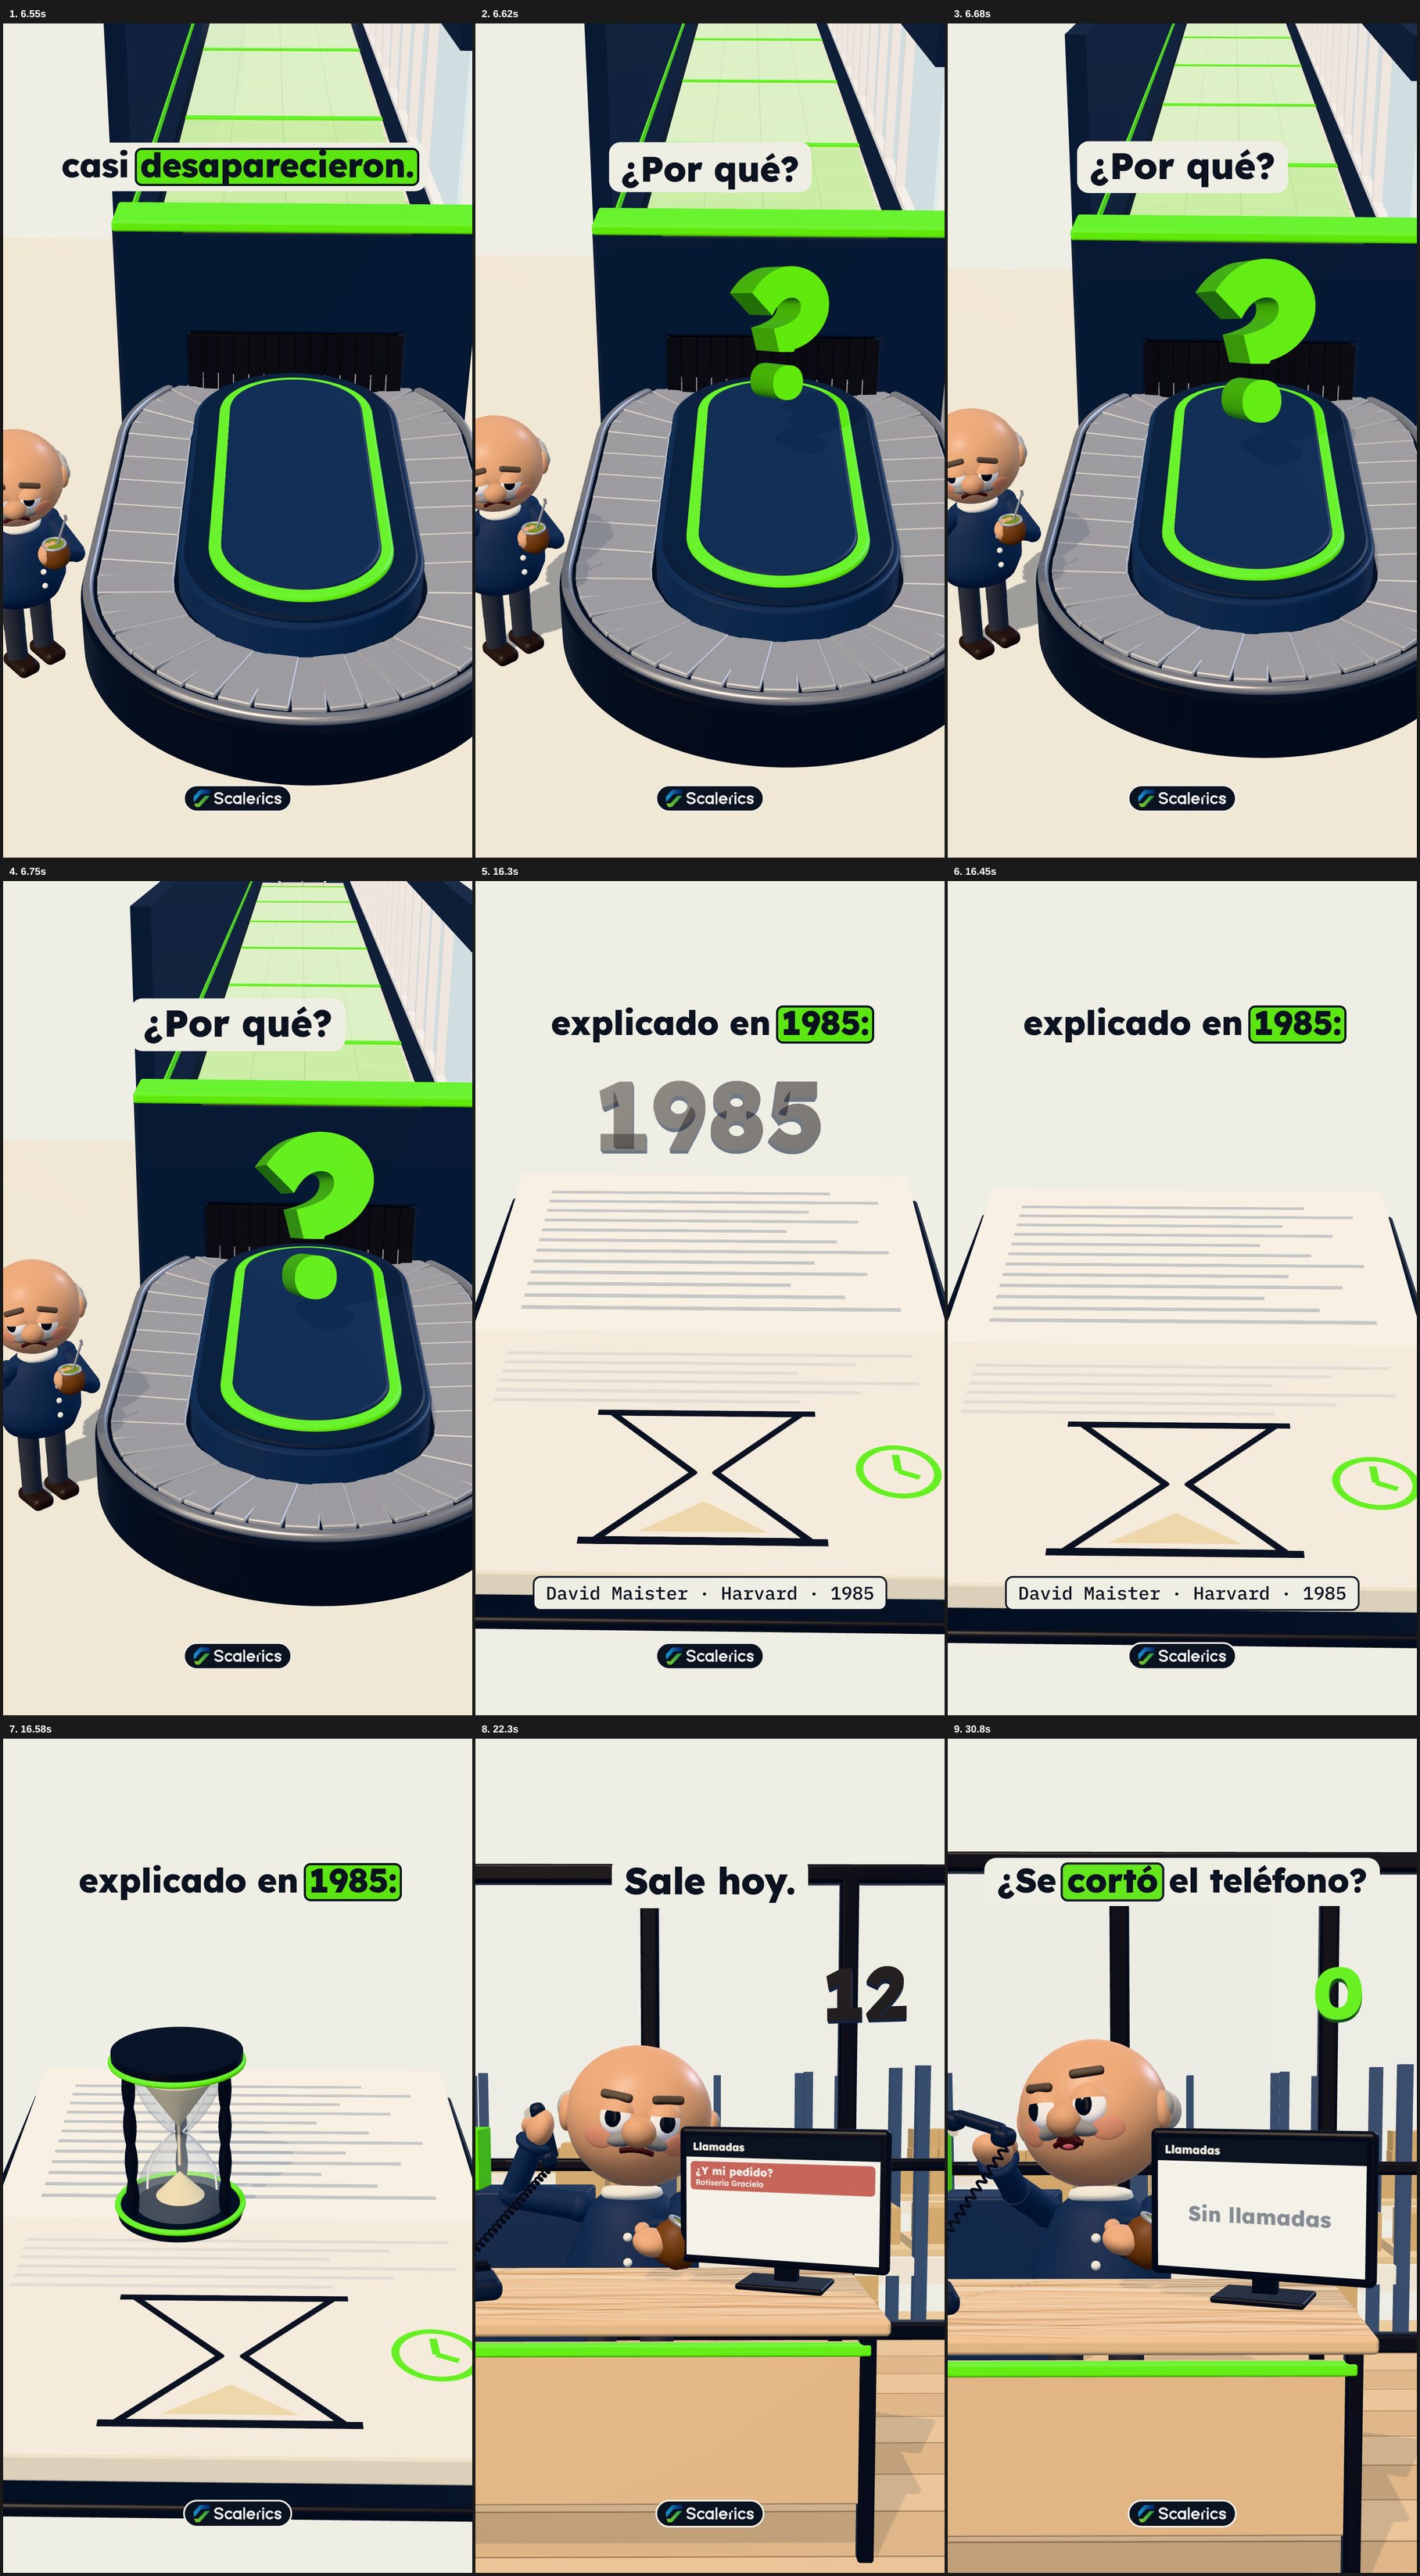 1. 6.55s
casi desaparecieron.
Scalerics
2. 6.62s
¿Por qué?
?
Scalerics
3. 6.68s
¿Por qué?
?
Scalerics
4. 6.75s
¿Por qué?
?
Scalerics
5. 16.3s
explicado en 1985:
1985
David Maister · Harvard · 1985
Scalerics
6. 16.45s
explicado en 1985:
David Maister · Harvard · 1985
Scalerics
7. 16.58s
explicado en 1985:
Scalerics
8. 22.3s
Sale hoy.
12
Llamadas
¿Y mi pedido?
Rotisería Graciela
Scalerics
9. 30.8s
¿Se cortó el teléfono?
0
Llamadas
Sin llamadas
Scalerics